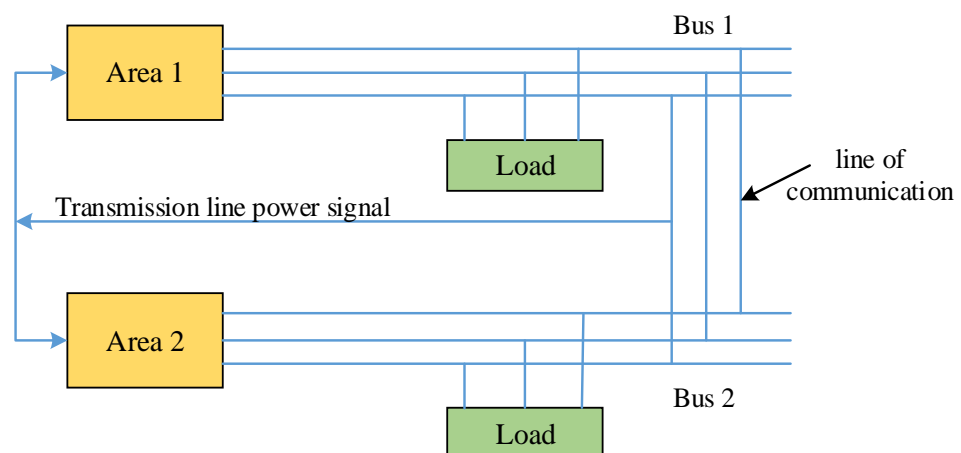 Bus 1
Area 1
Load
line of
communication
Transmission line power signal
Area 2
Bus 2
Load